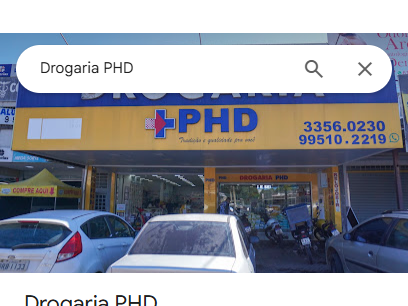 Drogaria PHD
DROGARIA
PHD
Tradição e qualidade pra você
3356.0230
99510.2219
COMPRE AQUI
DROGARIA PHD
Drogaria PHD